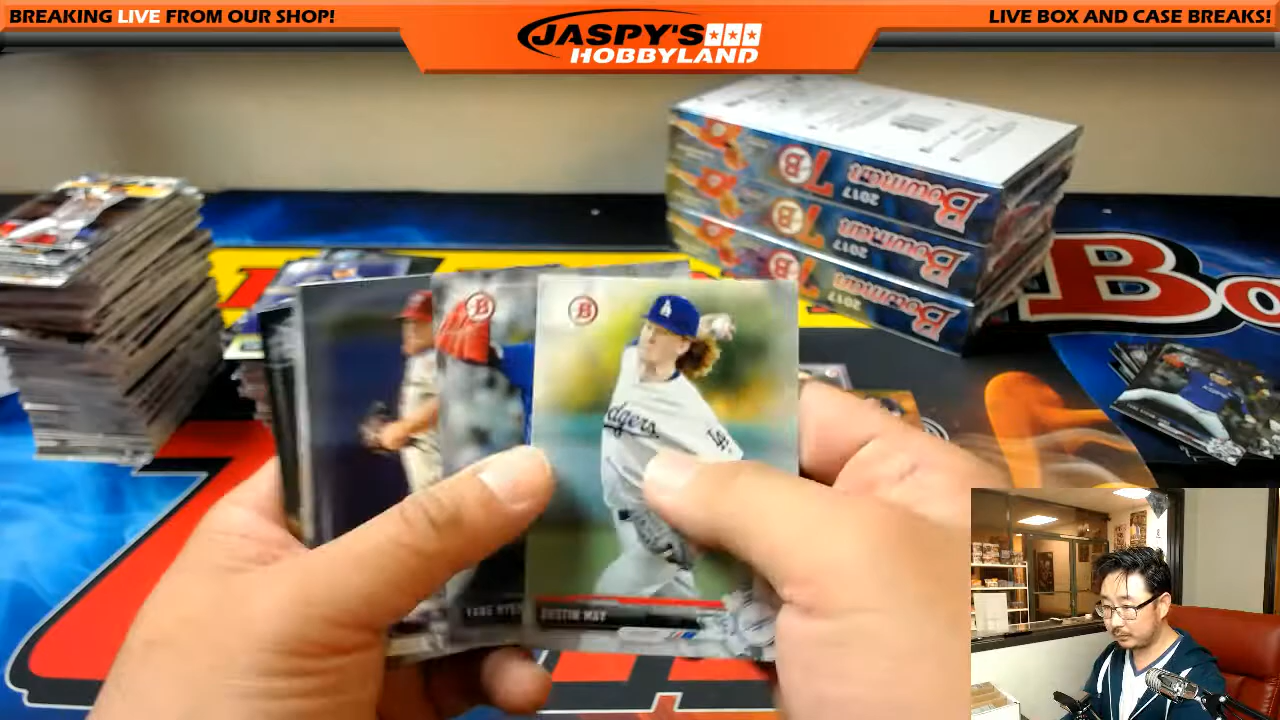 BREAKING LIVE FROM OUR SHOP!
JASPY'S
HOBBYLAND
LIVE BOX AND CASE BREAKS!
Bowman
2017
B
Bowman
2017
B
Bowman
2017
B
Bo
B
B
Dodgers
LA
DUSTIN MAY